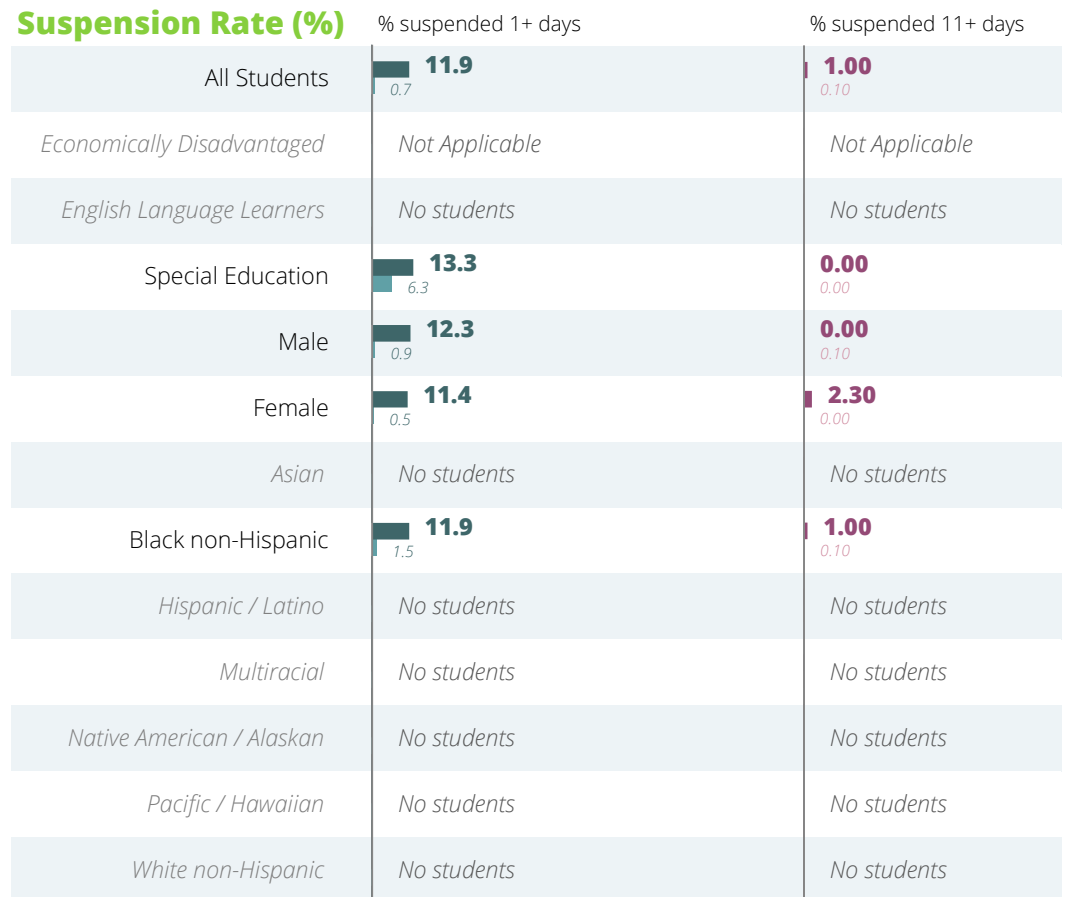 Suspension Rate (%) % suspended 1+ days % suspended 11+ days
All Students 11.9 1.00
0.7 0.10
Economically Disadvantaged Not Applicable Not Applicable
English Language Learners No students No students
Special Education 13.3 0.00
6.3 0.00
Male 12.3 0.00
0.9 0.10
Female 11.4 2.30
0.5 0.00
Asian No students No students
Black non-Hispanic 11.9 1.00
1.5 0.10
Hispanic / Latino No students No students
Multiracial No students No students
Native American / Alaskan No students No students
Pacific / Hawaiian No students No students
White non-Hispanic No students No students